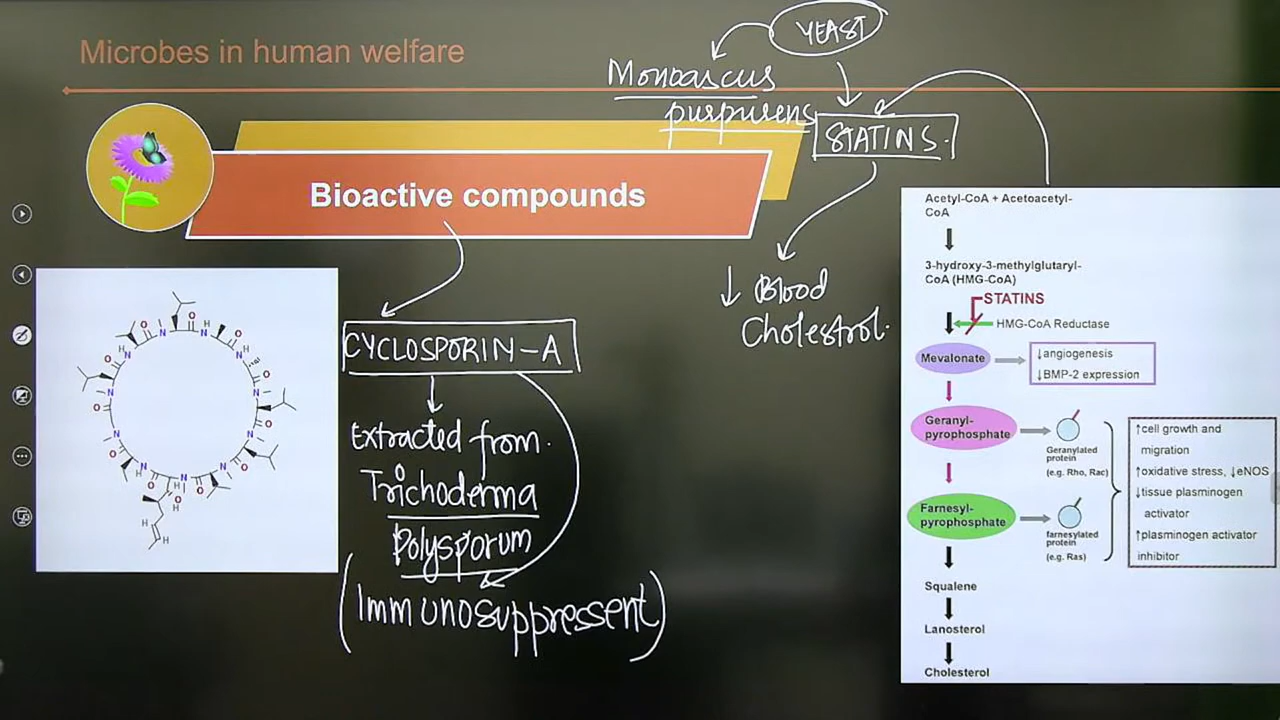 Microbes in human welfare
YEAST
Monoascus
purpurens
STATINS.
Bioactive compounds
↓ Blood
Cholestrol.
CYCLOSPORIN-A
Extracted from.
Trichoderma
Polysporum
(Immunosuppressent)
Acetyl-CoA + Acetoacetyl-
CoA
3-hydroxy-3-methylglutaryl-
CoA (HMG-CoA)
STATINS
HMG-CoA Reductase
Mevalonate
↓angiogenesis
↓BMP-2 expression
Geranyl-
pyrophosphate
Geranylated
protein
(e.g. Rho, Rac)
Farnesyl-
pyrophosphate
farnesylated
protein
(e.g. Ras)
↑cell growth and
migration
↑oxidative stress, ↓eNOS
↓tissue plasminogen
activator
↑plasminogen activator
inhibitor
Squalene
Lanosterol
Cholesterol